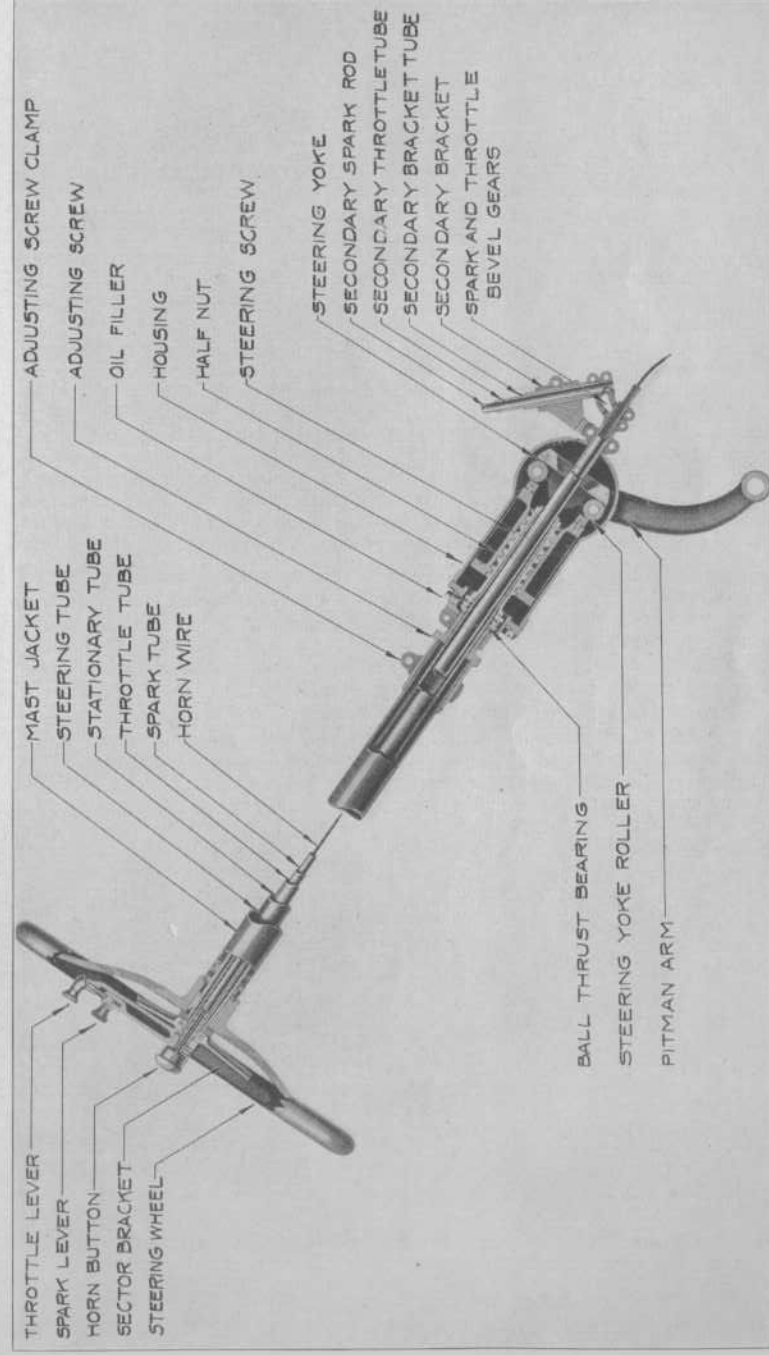 THROTTLE LEVER
SPARK LEVER
HORN BUTTON
SECTOR BRACKET
STEERING WHEEL
MAST JACKET
STEERING TUBE
STATIONARY TUBE
THROTTLE TUBE
SPARK TUBE
HORN WIRE
ADJUSTING SCREW CLAMP
ADJUSTING SCREW
OIL FILLER
HOUSING
HALF NUT
STEERING SCREW
STEERING YOKE
SECONDARY SPARK ROD
SECONDARY THROTTLE TUBE
SECONDARY BRACKET TUBE
SECONDARY BRACKET
SPARK AND THROTTLE
BEVEL GEARS
BALL THRUST BEARING
STEERING YOKE ROLLER
PITMAN ARM